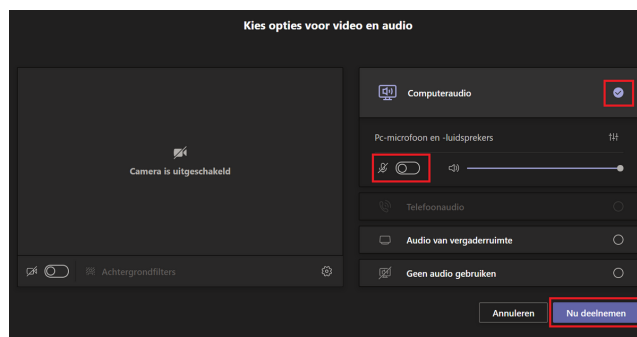 Kies opties voor video en audio
Computeraudio
Pc-microfoon en -luidsprekers
Camera is uitgeschakeld
Telefoonaudio
Audio van vergaderruimte
Achtergrondfilters
Geen audio gebruiken
Annuleren
Nu deelnemen